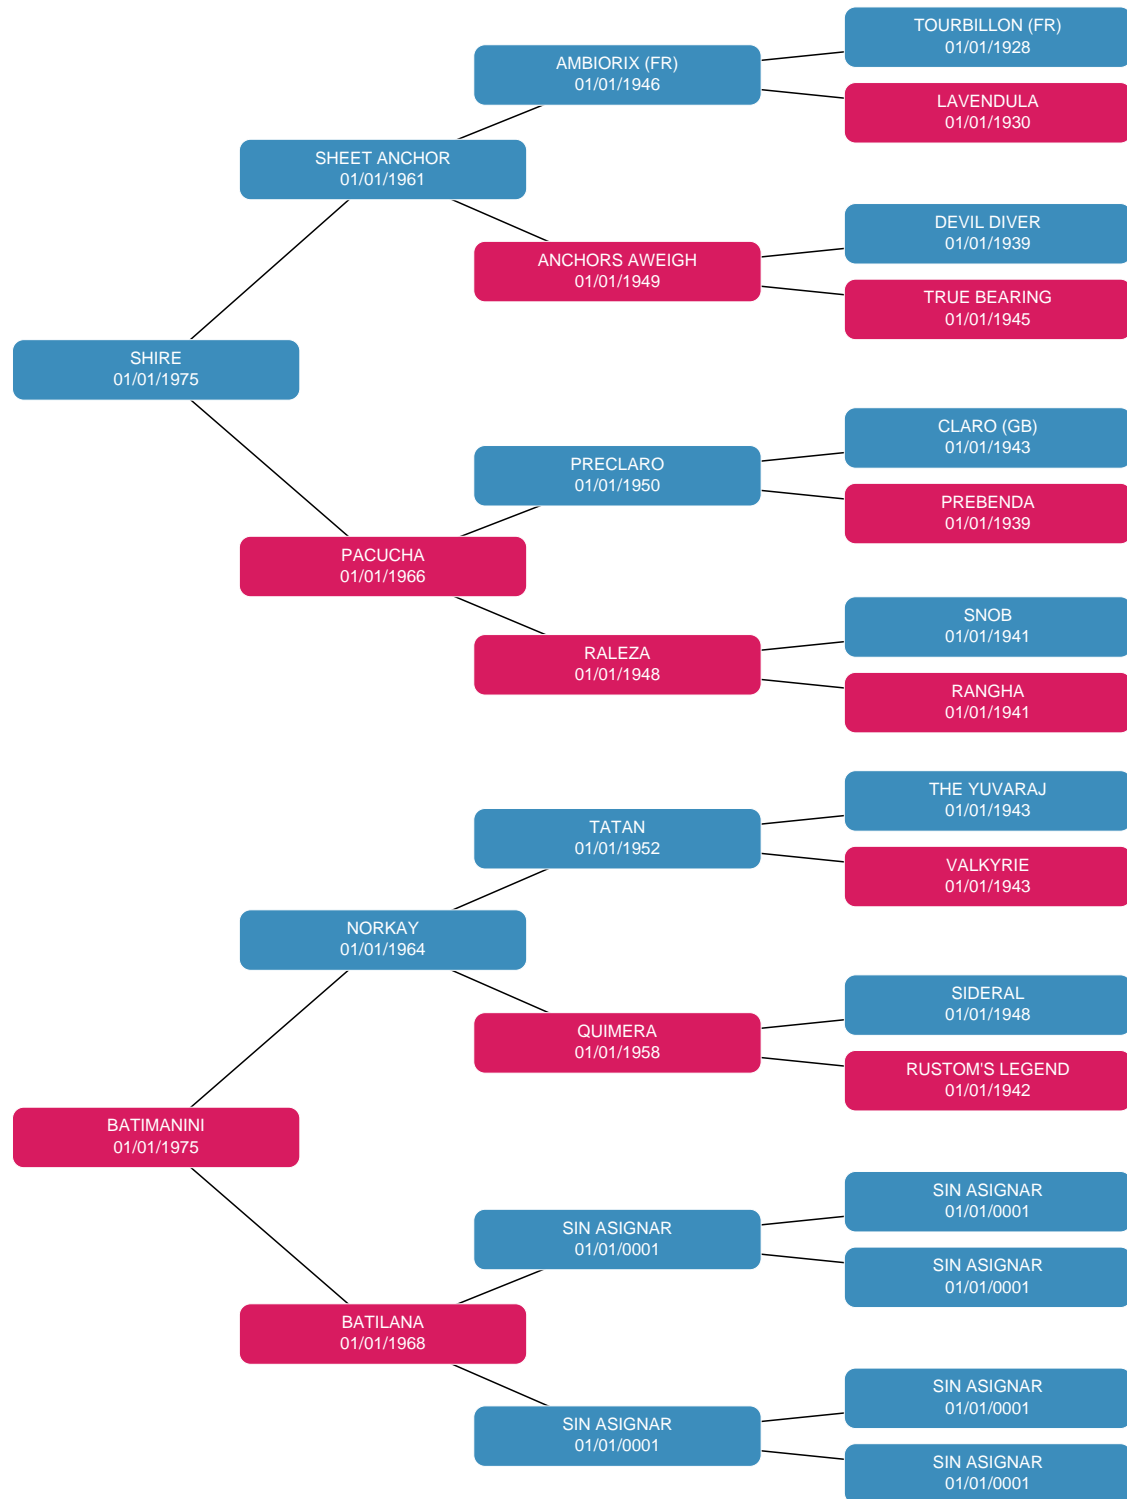 TOURBILLON (FR)
01/01/1928
AMBIORIX (FR)
01/01/1946
LAVENDULA
01/01/1930
SHEET ANCHOR
01/01/1961
DEVIL DIVER
01/01/1939
ANCHORS AWEIGH
01/01/1949
TRUE BEARING
01/01/1945
SHIRE
01/01/1975
CLARO (GB)
01/01/1943
PRECLARO
01/01/1950
PREBENDA
01/01/1939
PACUCHA
01/01/1966
SNOB
01/01/1941
RALEZA
01/01/1948
RANGHA
01/01/1941
THE YUVARAJ
01/01/1943
TATAN
01/01/1952
VALKYRIE
01/01/1943
NORKAY
01/01/1964
SIDERAL
01/01/1948
QUIMERA
01/01/1958
RUSTOM'S LEGEND
01/01/1942
BATIMANINI
01/01/1975
SIN ASIGNAR
01/01/0001
SIN ASIGNAR
01/01/0001
SIN ASIGNAR
01/01/0001
BATILANA
01/01/1968
SIN ASIGNAR
01/01/0001
SIN ASIGNAR
01/01/0001
SIN ASIGNAR
01/01/0001